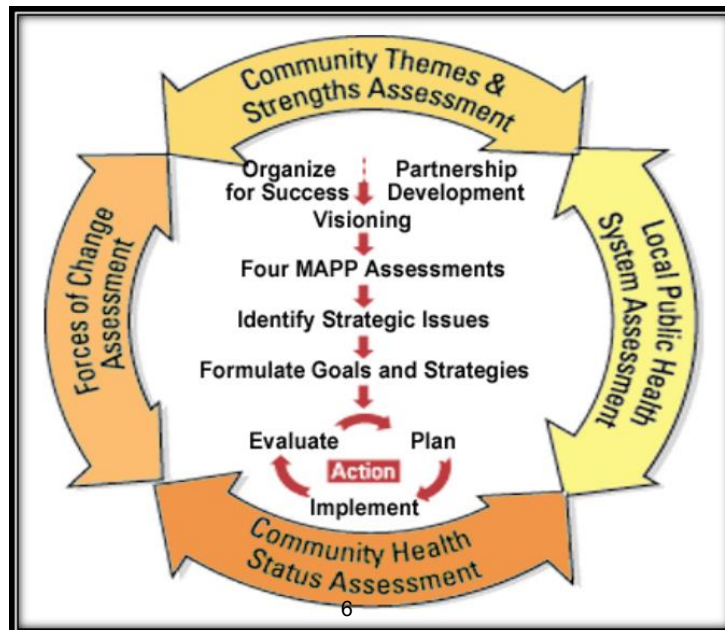 Community Themes &
Strengths Assessment
Organize
for Success
Partnership
Development
Visioning
Four MAPP Assessments
Identify Strategic Issues
Formulate Goals and Strategies
Evaluate
Plan
Action
Implement
Forces of Change
Assessment
Local Public Health
System Assessment
Community Health
Status Assessment
6